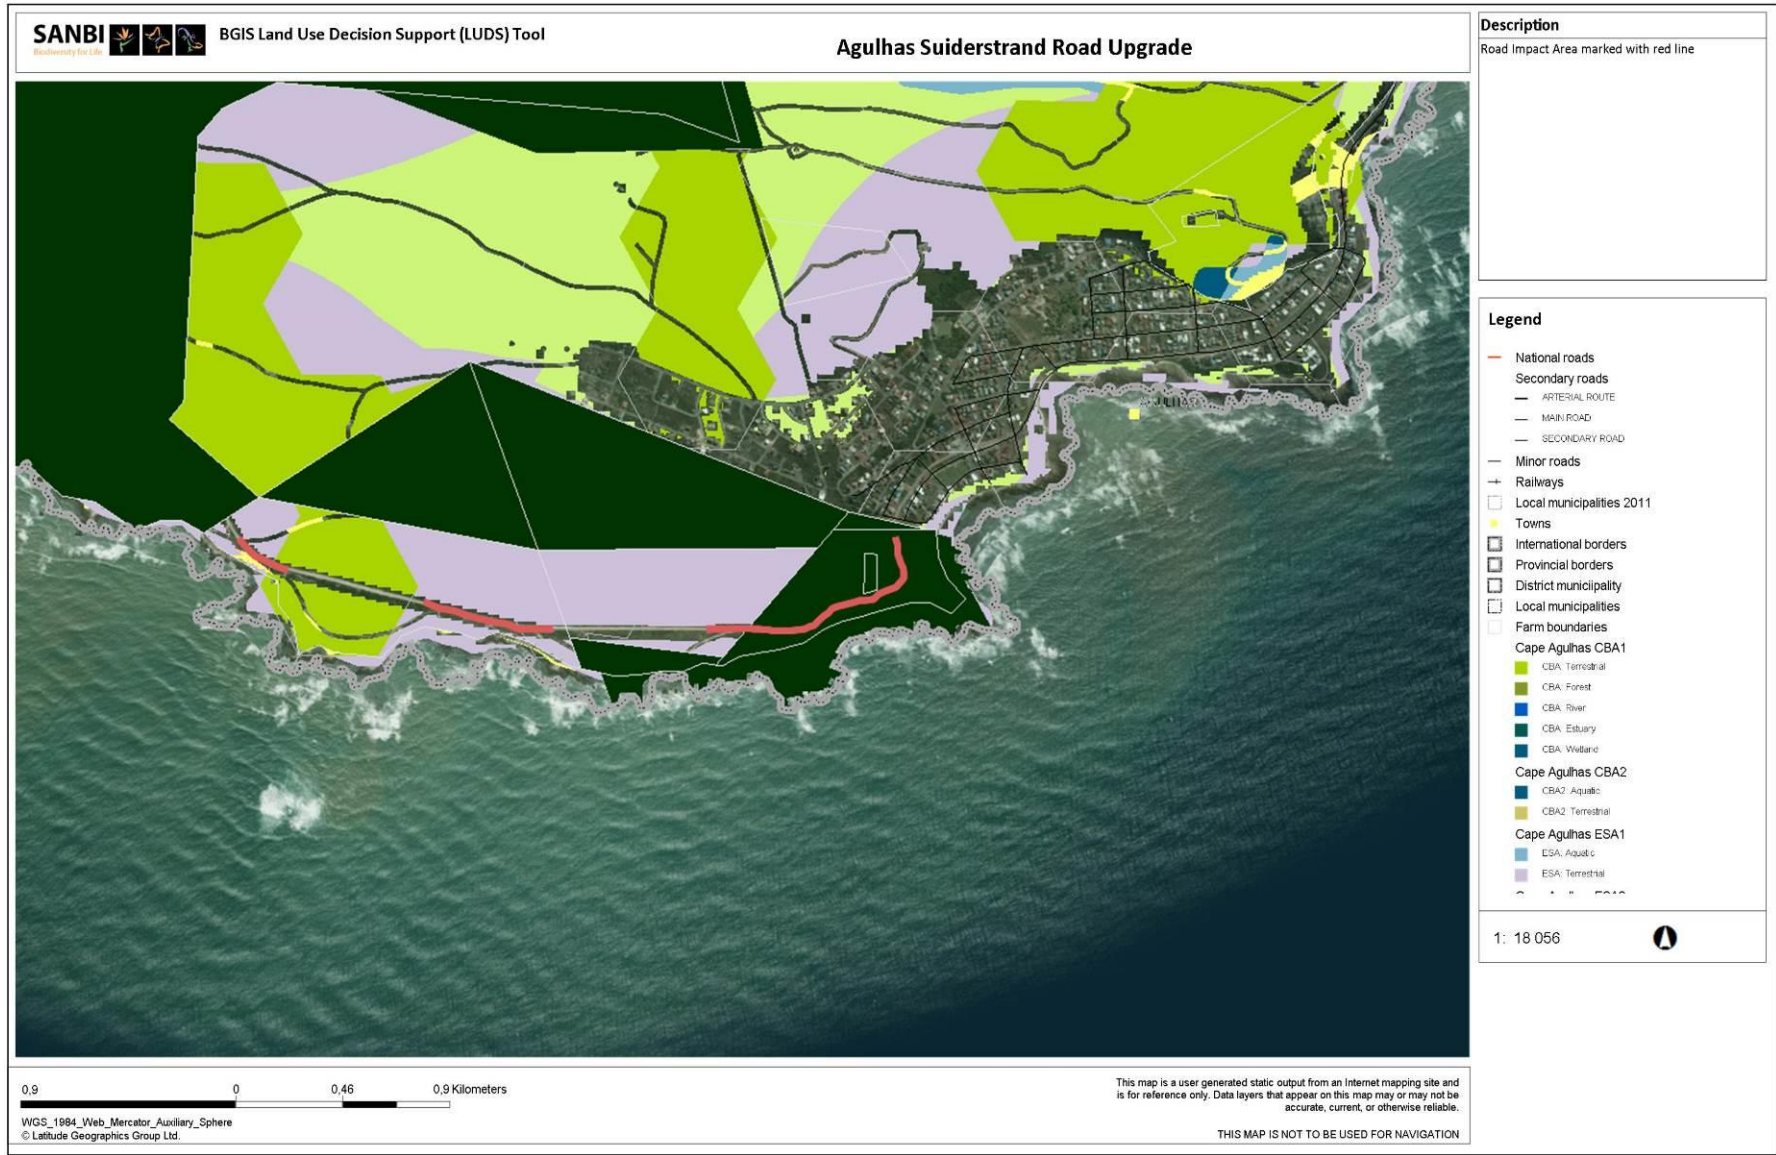 SANBI
Biodiversity for Life
BGIS Land Use Decision Support (LUDS) Tool
Agulhas Suiderstrand Road Upgrade
Description
Road Impact Area marked with red line
Legend
National roads
Secondary roads
ARTERIAL ROUTE
MAIN ROAD
SECONDARY ROAD
Minor roads
Railways
Local municipalities 2011
Towns
International borders
Provincial borders
District municiipality
Local municipalities
Farm boundaries
Cape Agulhas CBA1
CBA: Terrestrial
CBA: Forest
CBA: River
CBA: Estuary
CBA: Wetland
Cape Agulhas CBA2
CBA2: Aquatic
CBA2: Terrestrial
Cape Agulhas ESA1
ESA: Aquatic
ESA: Terrestrial
1: 18 056
0,9 0 0,46 0,9 Kilometers
WGS_1984_Web_Mercator_Auxiliary_Sphere
© Latitude Geographics Group Ltd.
This map is a user generated static output from an Internet mapping site and
is for reference only. Data layers that appear on this map may or may not be
accurate, current, or otherwise reliable.
THIS MAP IS NOT TO BE USED FOR NAVIGATION